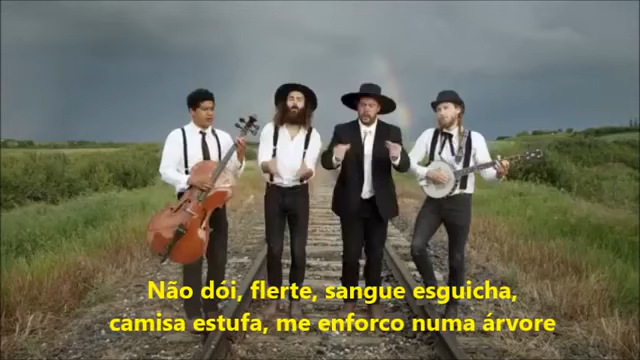 Não dói, flerte, sangue esguicha,
camisa estufa, me enforco numa árvore